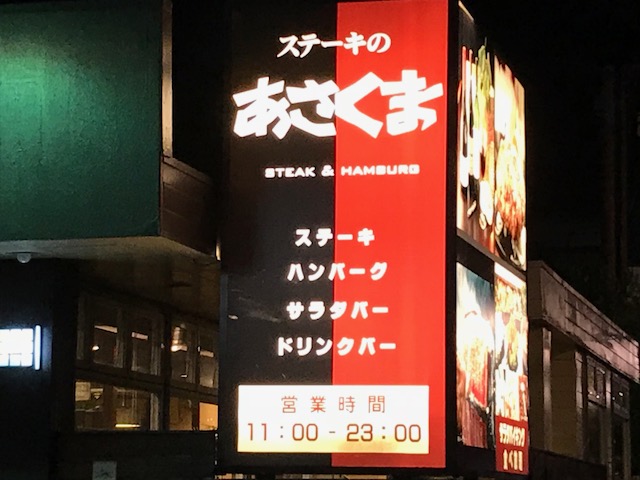 ステーキの
あさくま
STEAK & HAMBURG
ステーキ
ハンバーグ
サラダバー
ドリンクバー
営業時間
11：00 - 23：00